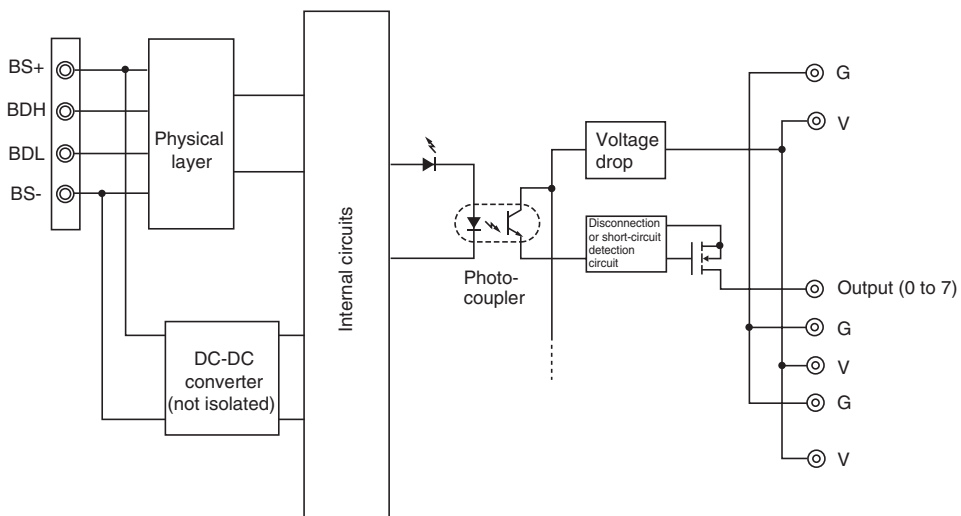 BS+
BDH
BDL
BS-
Physical
layer
DC-DC
converter
(not isolated)
Internal circuits
Photo-
coupler
Voltage
drop
Disconnection
or short-circuit
detection
circuit
G
V
Output (0 to 7)
G
V
G
V